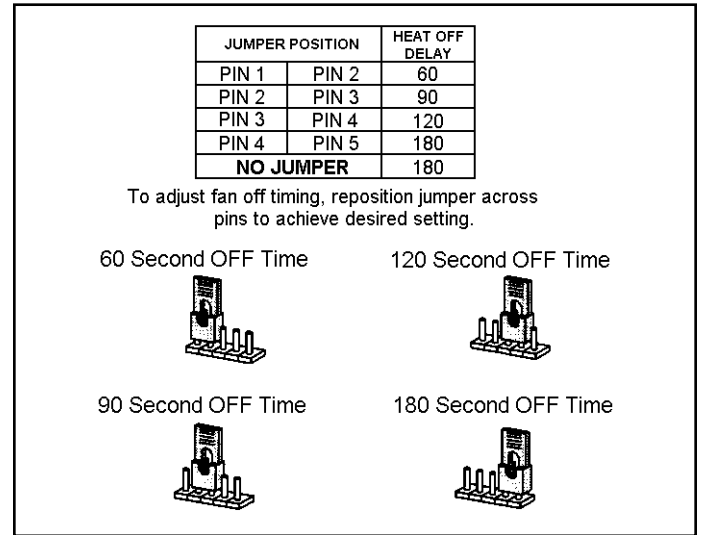 JUMPER POSITION HEAT OFF DELAY
PIN 1 PIN 2 60
PIN 2 PIN 3 90
PIN 3 PIN 4 120
PIN 4 PIN 5 180
NO JUMPER 180
To adjust fan off timing, reposition jumper across
pins to achieve desired setting.
60 Second OFF Time 120 Second OFF Time
90 Second OFF Time 180 Second OFF Time